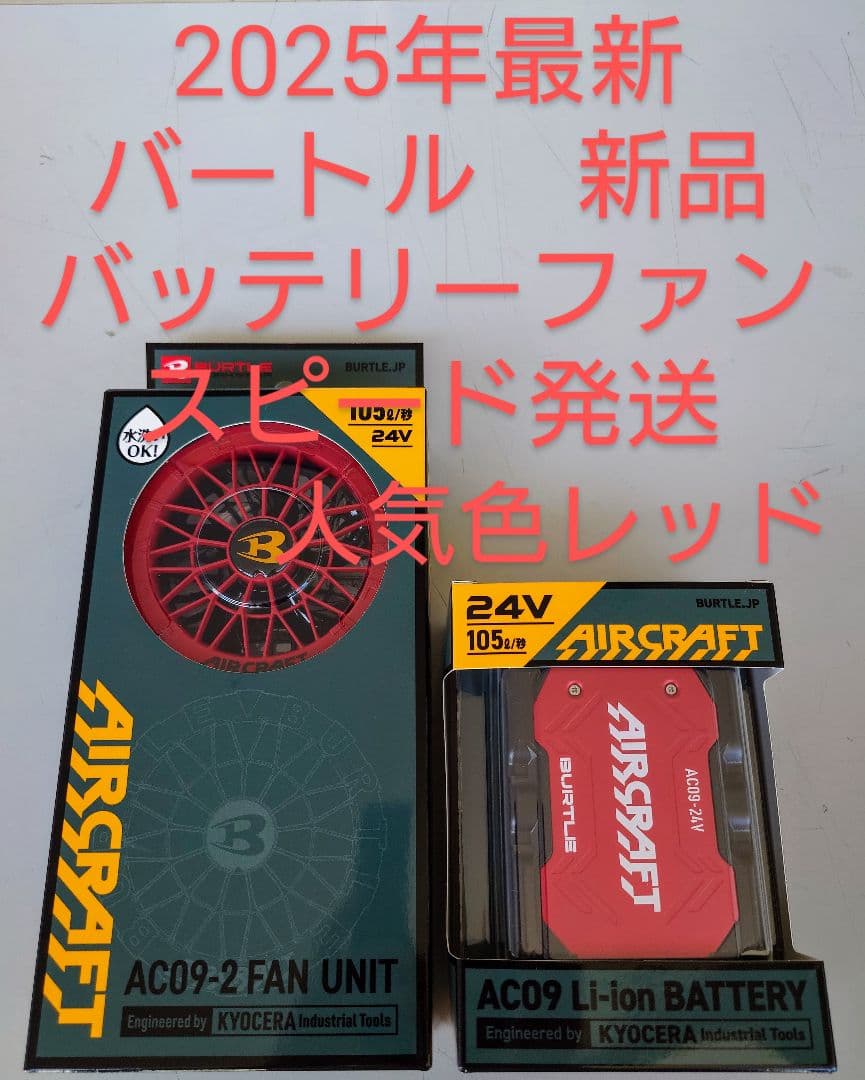 2025年最新
バートル　新品
バッテリーファン
スピード発送
人気色レッド
BURTLE
BURTLE.JP
水洗い
OK!
105ℓ/秒
24V
B
AIRCRAFT
AIRCRAFT
B
AC09-2 FAN UNIT
Engineered by KYOCERA Industrial Tools
24V
105ℓ/秒
BURTLE.JP
AIRCRAFT
AIRCRAFT
BURTLE
AC09-24V
AC09 Li-ion BATTERY
Engineered by KYOCERA Industrial Tools